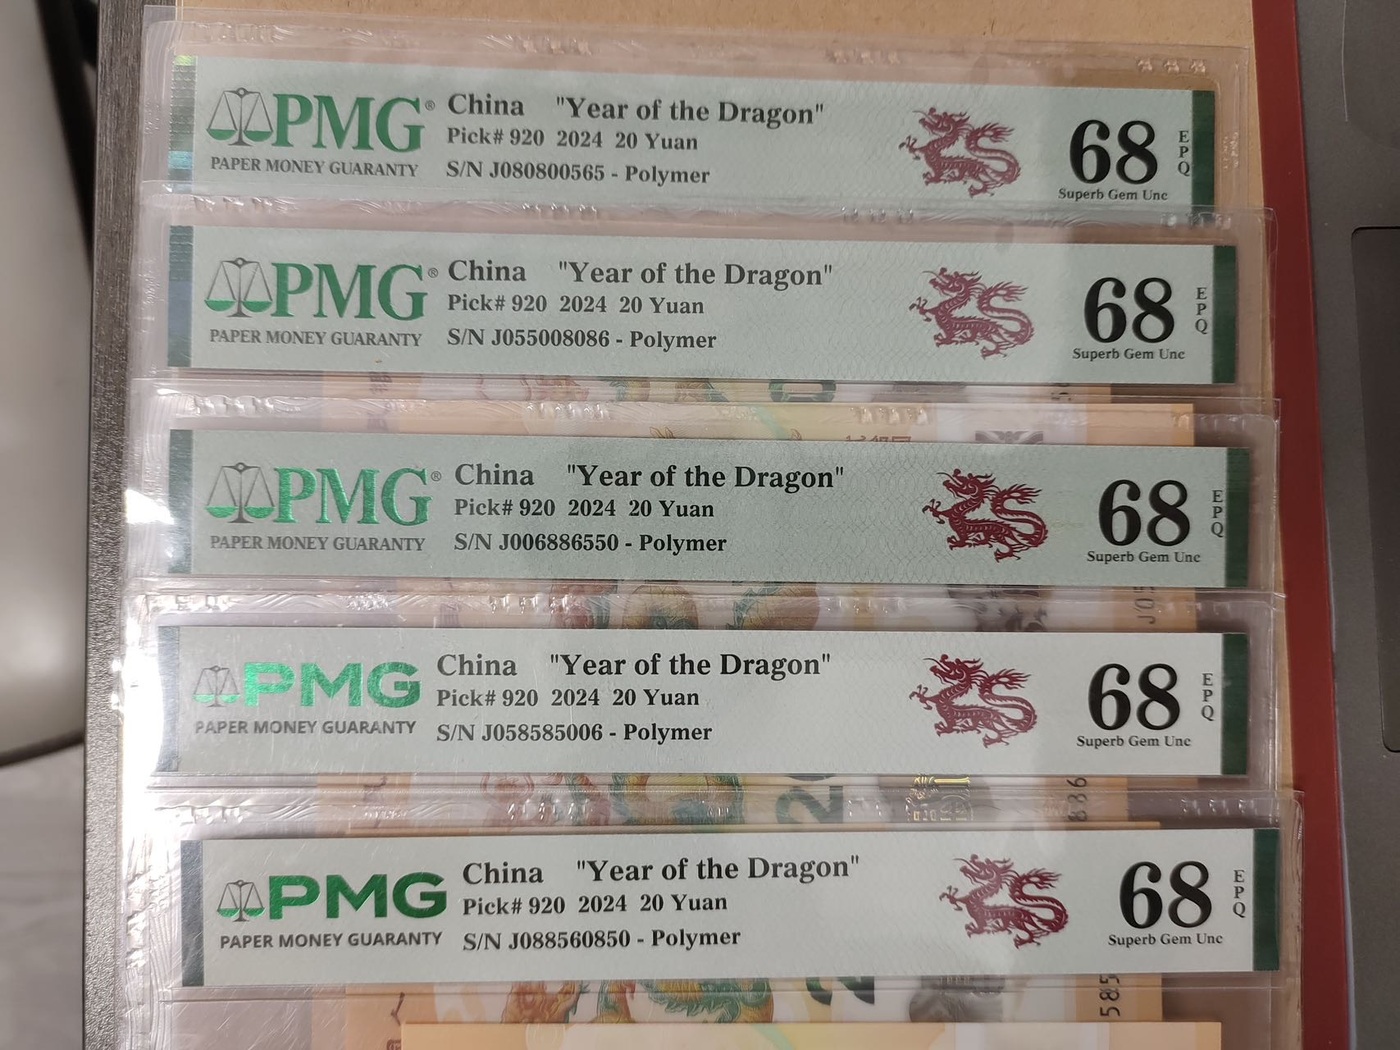 PMG®
PAPER MONEY GUARANTY
China "Year of the Dragon"
Pick# 920 2024 20 Yuan
S/N J080800565 - Polymer
68
EPQ
Superb Gem Unc
PMG®
PAPER MONEY GUARANTY
China "Year of the Dragon"
Pick# 920 2024 20 Yuan
S/N J055008086 - Polymer
68
EPQ
Superb Gem Unc
PMG®
PAPER MONEY GUARANTY
China "Year of the Dragon"
Pick# 920 2024 20 Yuan
S/N J006886550 - Polymer
68
EPQ
Superb Gem Unc
J05
PMG
PAPER MONEY GUARANTY
China "Year of the Dragon"
Pick# 920 2024 20 Yuan
S/N J058585006 - Polymer
68
EPQ
Superb Gem Unc
20
886
PMG
PAPER MONEY GUARANTY
China "Year of the Dragon"
Pick# 920 2024 20 Yuan
S/N J088560850 - Polymer
68
EPQ
Superb Gem Unc
585